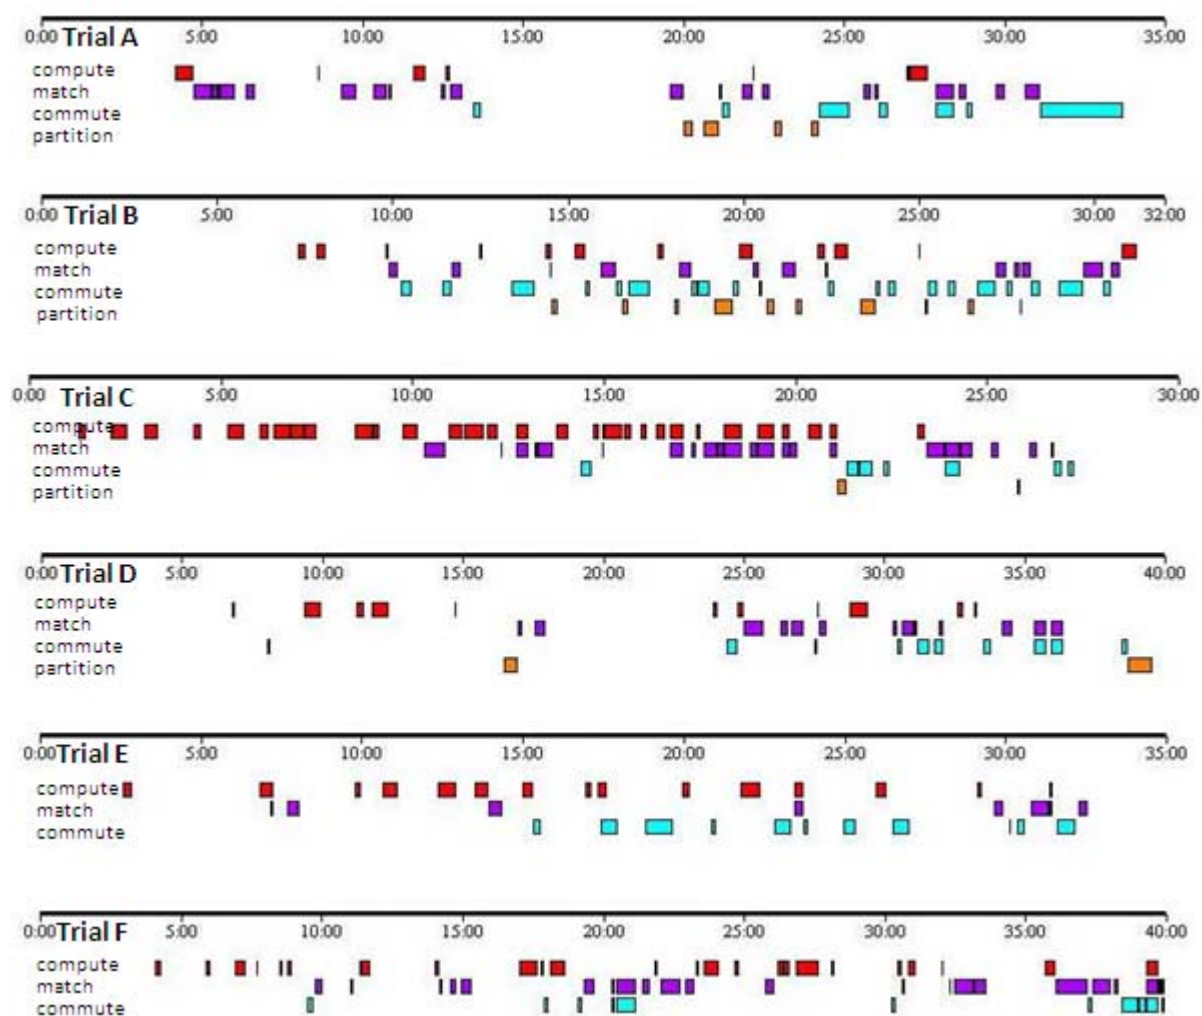 0:00 Trial A 5:00 10:00 15:00 20:00 25:00 30:00 35:00
compute
match
commute
partition
0:00 Trial B 5:00 10:00 15:00 20:00 25:00 30:00 32:00
compute
match
commute
partition
0:00 Trial C 5:00 10:00 15:00 20:00 25:00 30:00
compute
match
commute
partition
0:00 Trial D 5:00 10:00 15:00 20:00 25:00 30:00 35:00 40:00
compute
match
commute
partition
0:00 Trial E 5:00 10:00 15:00 20:00 25:00 30:00 35:00
compute
match
commute
0:00 Trial F 5:00 10:00 15:00 20:00 25:00 30:00 35:00 40:00
compute
match
commute